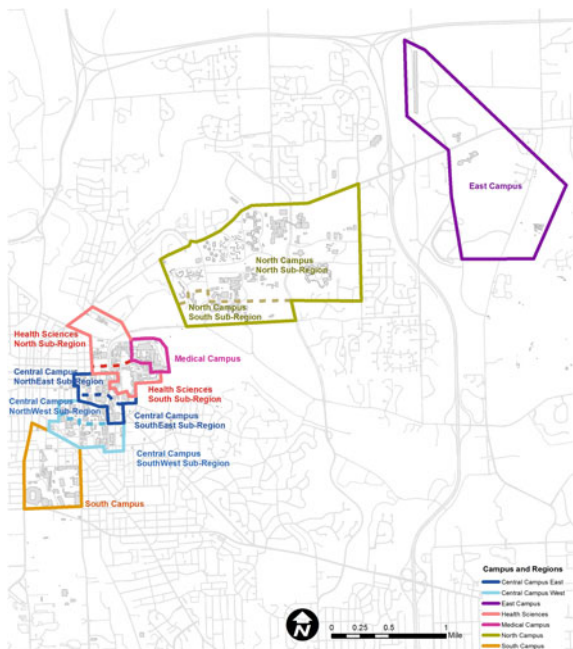 East Campus
North Campus
North Sub-Region
North Campus
South Sub-Region
Health Sciences
North Sub-Region
Medical Campus
Central Campus
NorthEast Sub-Region
Health Sciences
South Sub-Region
Central Campus
NorthWest Sub-Region
Central Campus
SouthEast Sub-Region
Central Campus
SouthWest Sub-Region
South Campus
Campus and Regions
Central Campus East
Central Campus West
East Campus
Health Sciences
Medical Campus
North Campus
South Campus
N
0 0.25 0.5 1
Mile